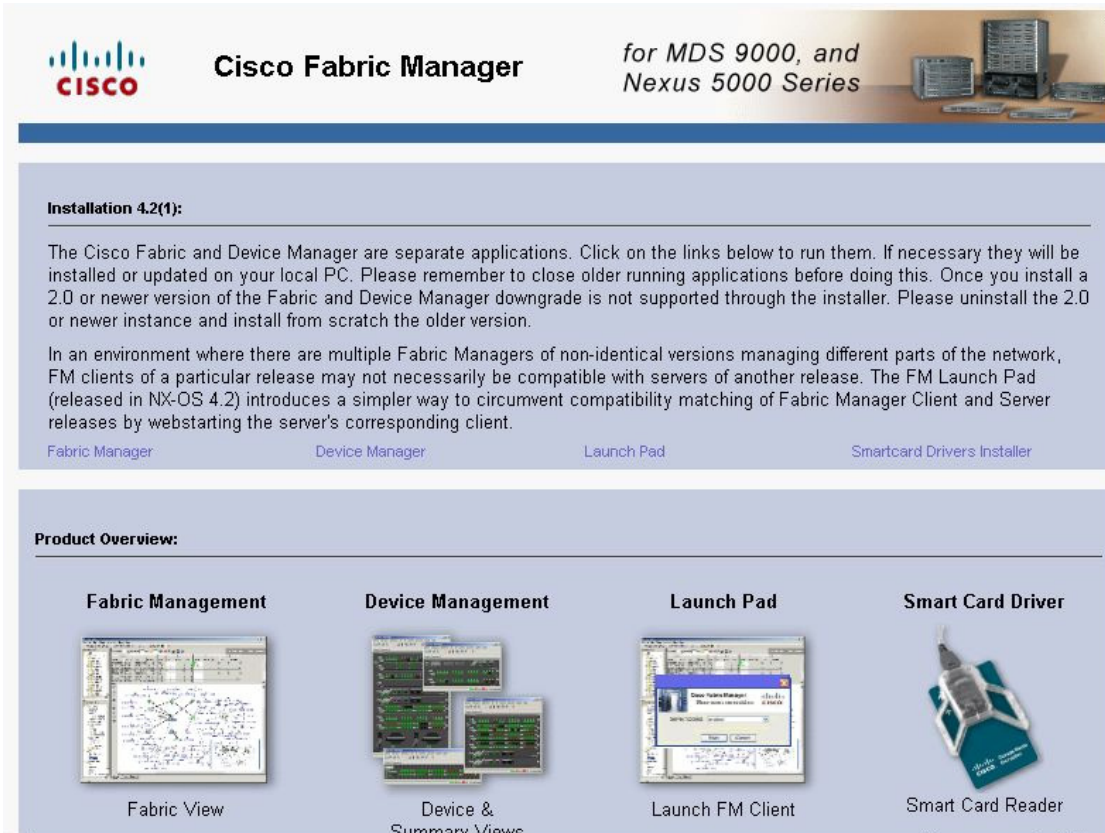 CISCO
Cisco Fabric Manager
for MDS 9000, and
Nexus 5000 Series
Installation 4.2(1):
The Cisco Fabric and Device Manager are separate applications. Click on the links below to run them. If necessary they will be
installed or updated on your local PC. Please remember to close older running applications before doing this. Once you install a
2.0 or newer version of the Fabric and Device Manager downgrade is not supported through the installer. Please uninstall the 2.0
or newer instance and install from scratch the older version.
In an environment where there are multiple Fabric Managers of non-identical versions managing different parts of the network,
FM clients of a particular release may not necessarily be compatible with servers of another release. The FM Launch Pad
(released in NX-OS 4.2) introduces a simpler way to circumvent compatibility matching of Fabric Manager Client and Server
releases by webstarting the server's corresponding client.
Fabric Manager Device Manager Launch Pad Smartcard Drivers Installer
Product Overview:
Fabric Management Device Management Launch Pad Smart Card Driver
Cisco Fabric Manager
CISCO
CISCO
Fabric View Device & Launch FM Client Smart Card Reader
Summary Views